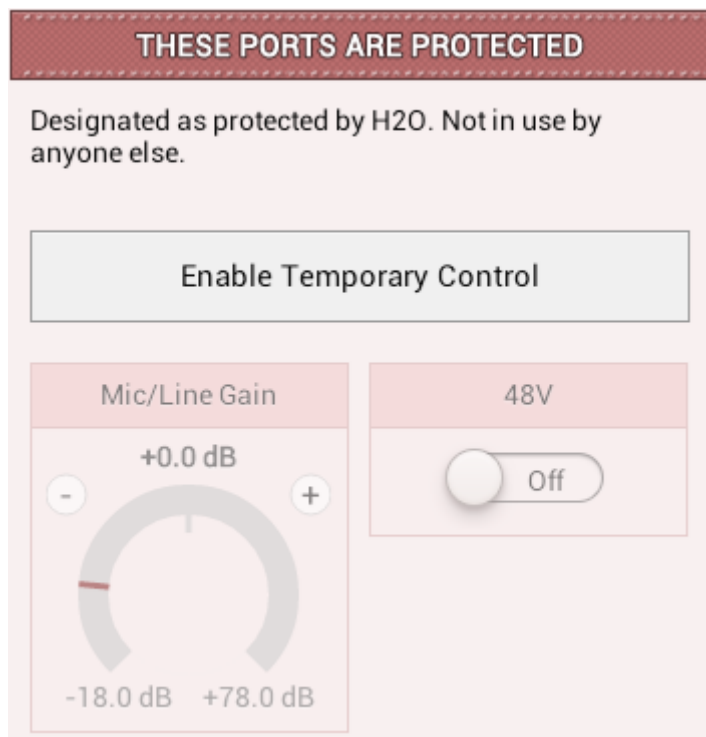 THESE PORTS ARE PROTECTED
Designated as protected by H2O. Not in use by
anyone else.
Enable Temporary Control
Mic/Line Gain
48V
+0.0 dB
-
+
Off
-18.0 dB
+78.0 dB